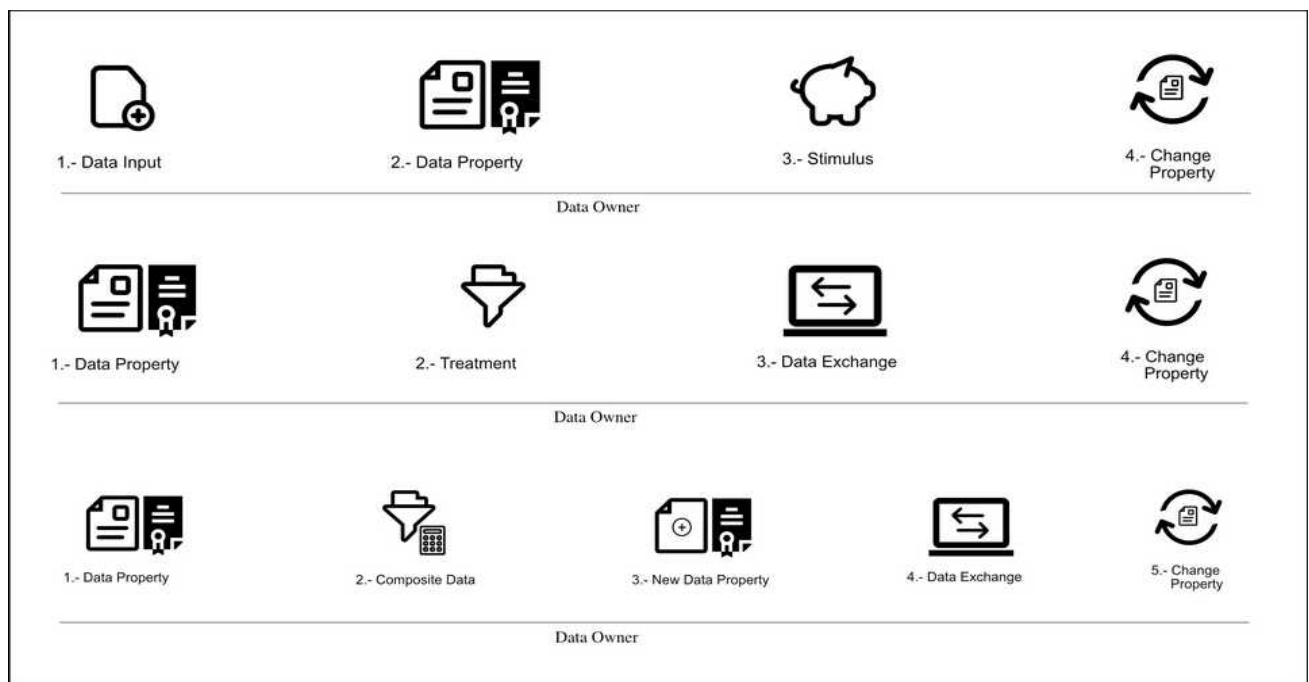 1.- Data Input
2.- Data Property
3.- Stimulus
4.- Change
Property
Data Owner
1.- Data Property
2.- Treatment
3.- Data Exchange
4.- Change
Property
Data Owner
1.- Data Property
2.- Composite Data
3.- New Data Property
4.- Data Exchange
5.- Change
Property
Data Owner